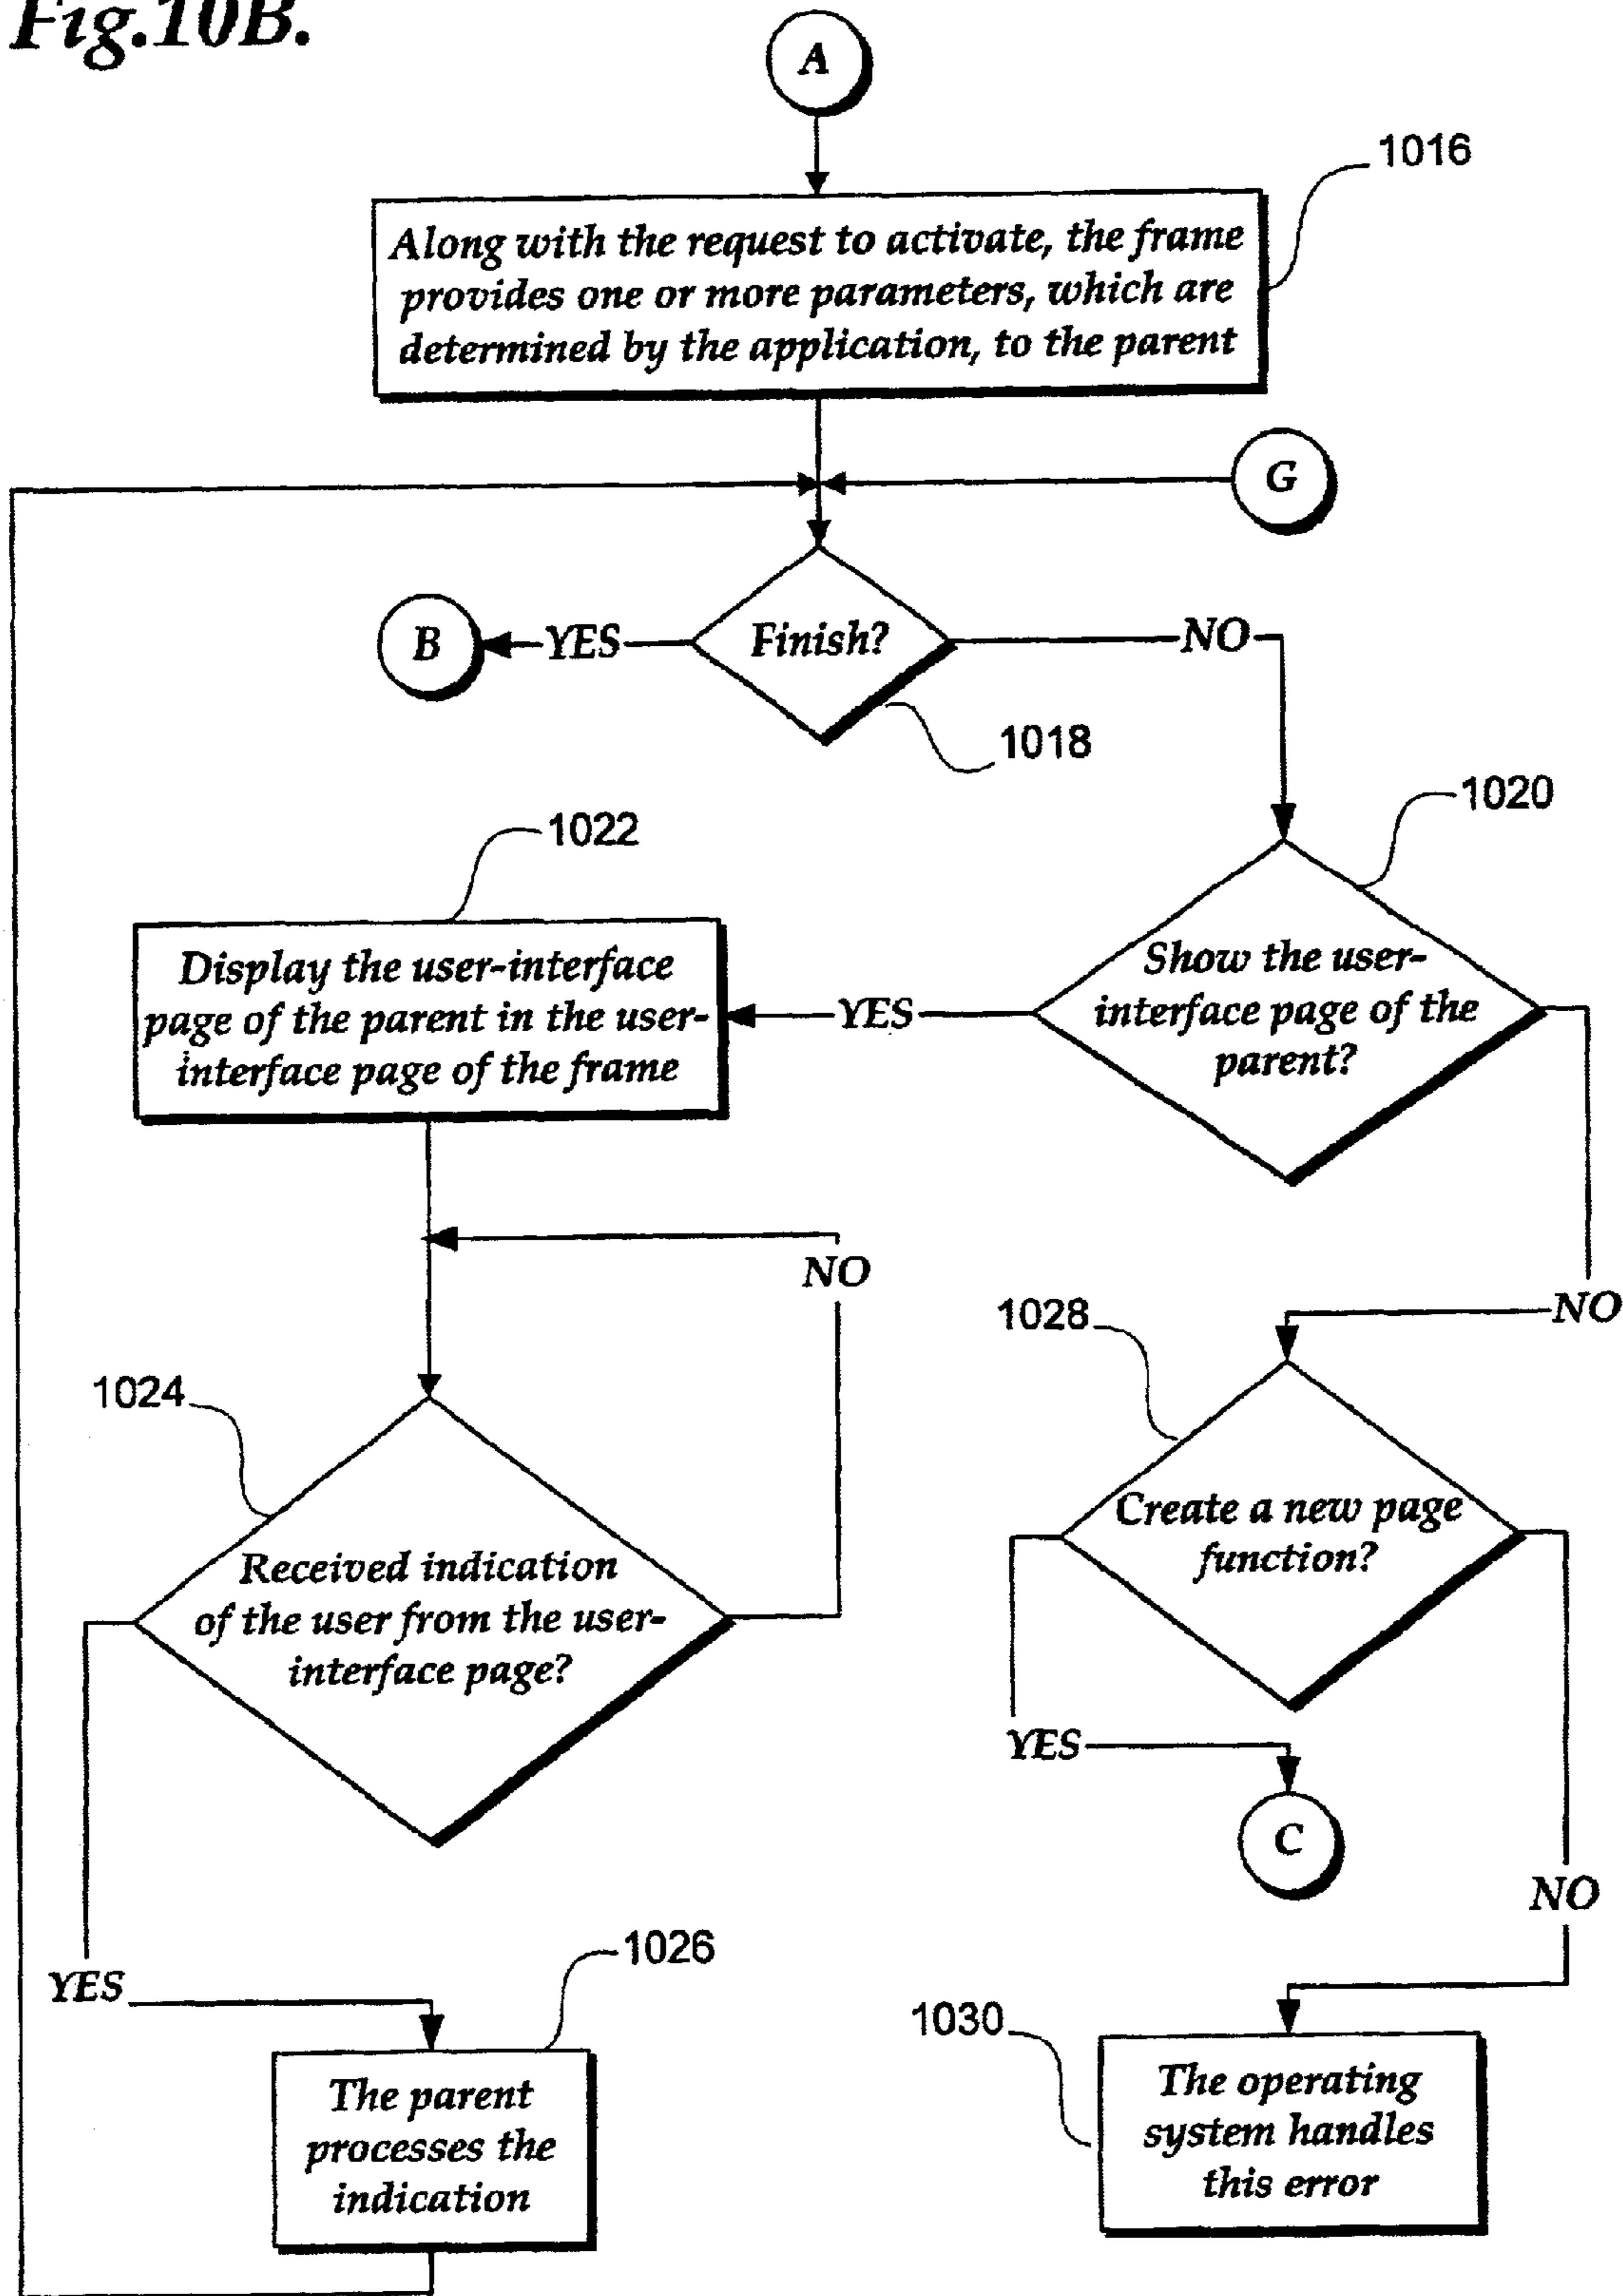 Fig.10B.
A
1016
Along with the request to activate, the frame
provides one or more parameters, which are
determined by the application, to the parent
G
B
YES
Finish?
NO
1018
1020
1022
Display the user-interface
page of the parent in the user-
interface page of the frame
YES
Show the user-
interface page of the
parent?
NO
NO
1028
1024
Create a new page
function?
Received indication
of the user from the user-
interface page?
YES
C
NO
1026
YES
1030
The parent
processes the
indication
The operating
system handles
this error